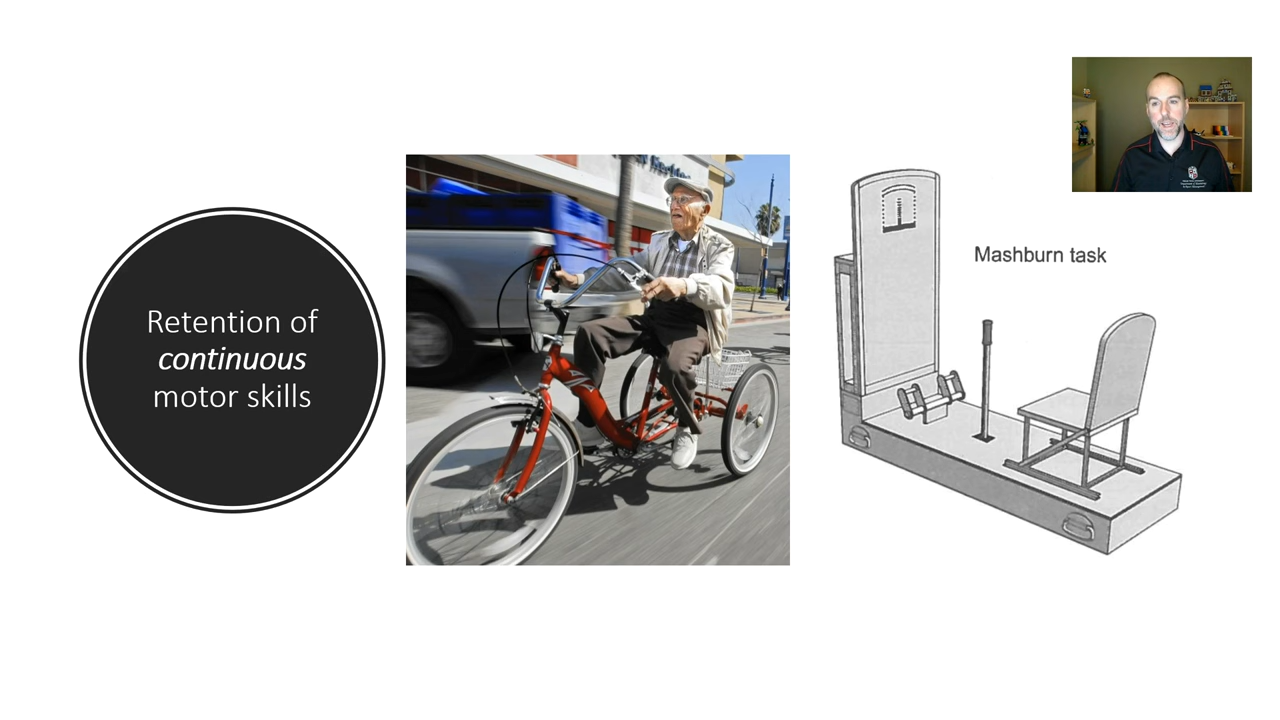 Retention of
continuous
motor skills
Mashburn task